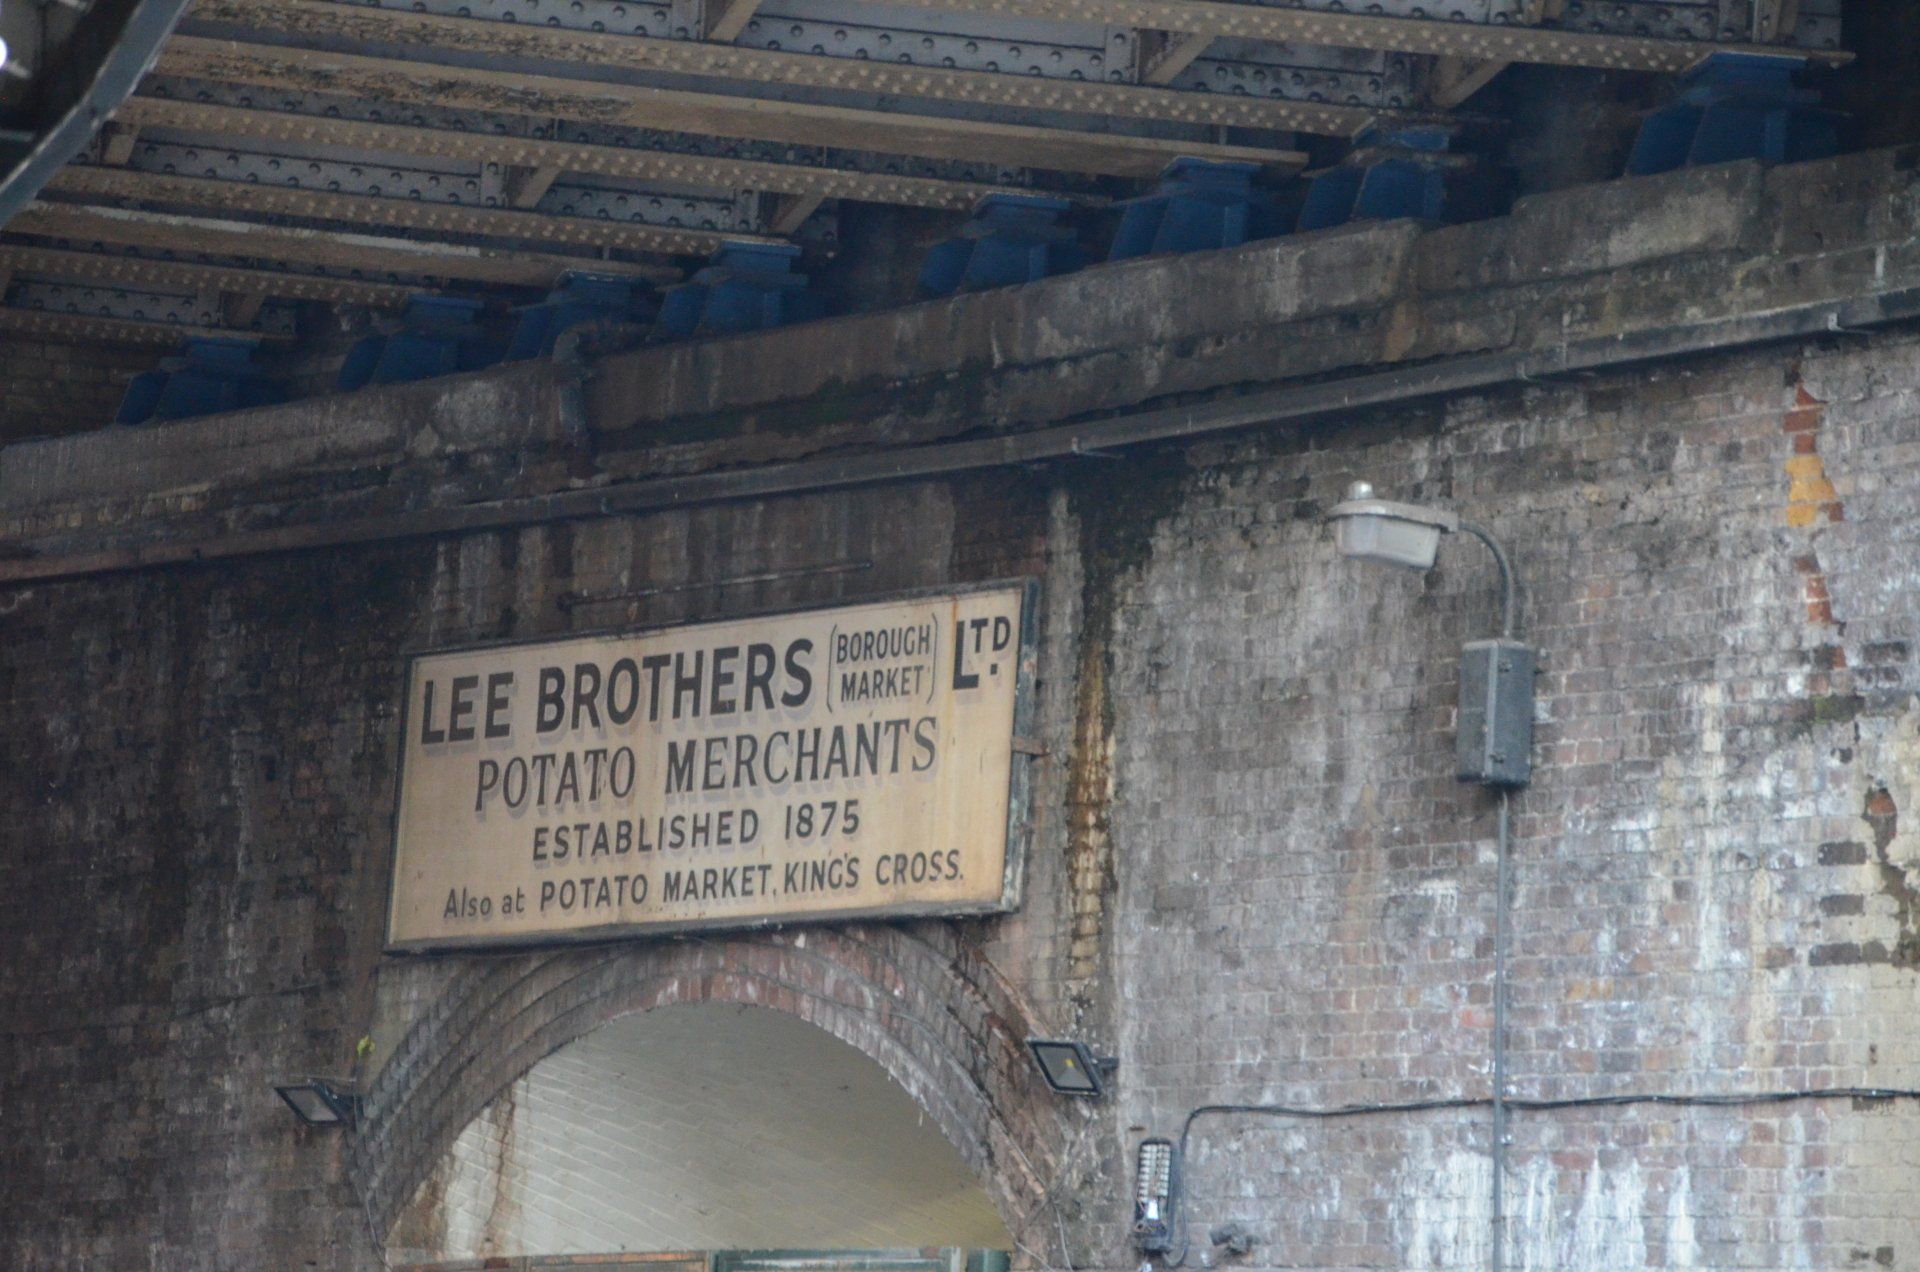 LEE BROTHERS (BOROUGH MARKET) LTD.
POTATO MERCHANTS
ESTABLISHED 1875
Also at POTATO MARKET, KING'S CROSS.